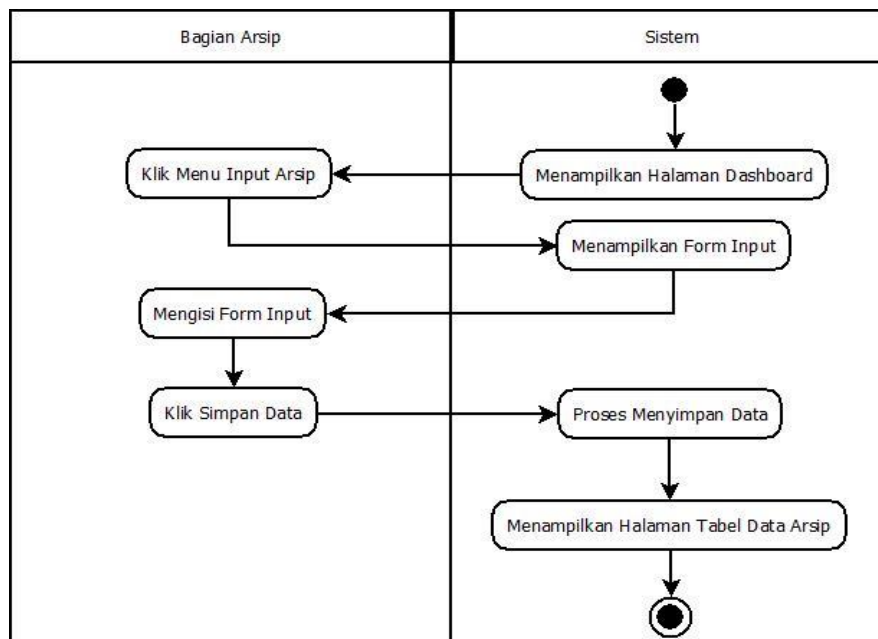 Bagian Arsip
Sistem
Menampilkan Halaman Dashboard
Klik Menu Input Arsip
Menampilkan Form Input
Mengisi Form Input
Klik Simpan Data
Proses Menyimpan Data
Menampilkan Halaman Tabel Data Arsip